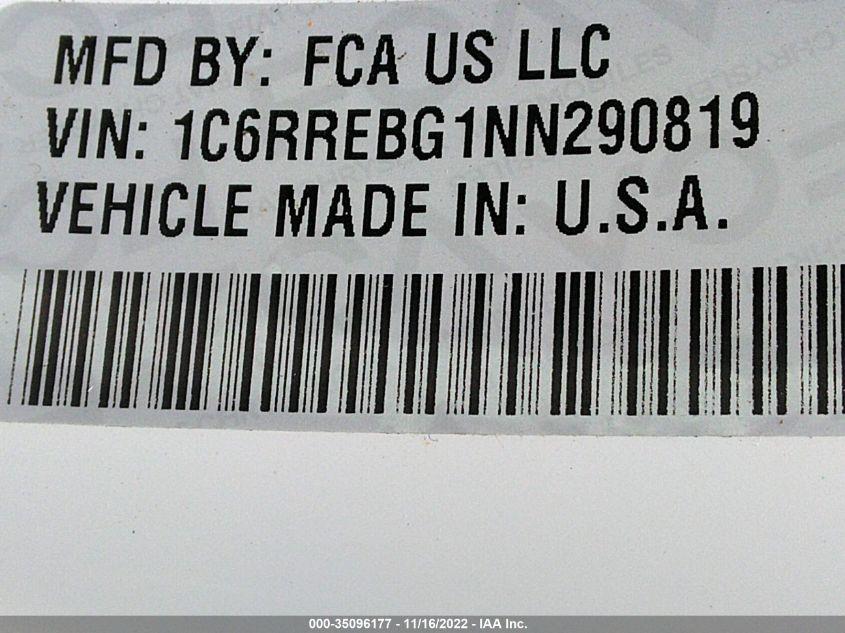 MFD BY: FCA US LLC
VIN: 1C6RREBG1NN290819
VEHICLE MADE IN: U.S.A.
000-35096177 - 11/16/2022 - IAA Inc.